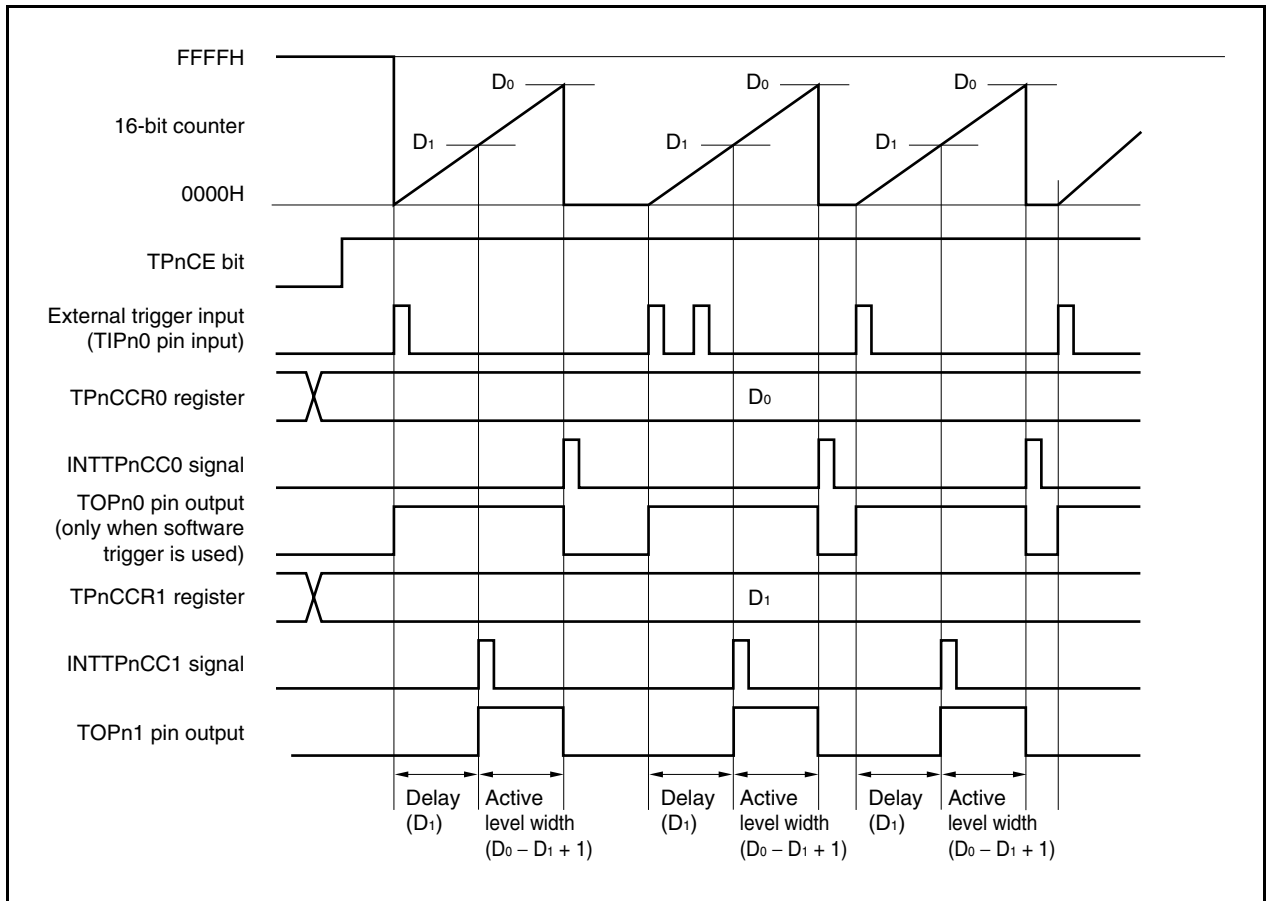 FFFFH
D₀ D₀ D₀
16-bit counter
D₁ D₁ D₁
0000H
TPnCE bit
External trigger input
(TIPn0 pin input)
TPnCCR0 register
D₀
INTTPnCC0 signal
TOPn0 pin output
(only when software
trigger is used)
TPnCCR1 register
D₁
INTTPnCC1 signal
TOPn1 pin output
Delay
(D₁)
Active
level width
(D₀ − D₁ + 1)
Delay
(D₁)
Active
level width
(D₀ − D₁ + 1)
Delay
(D₁)
Active
level width
(D₀ − D₁ + 1)